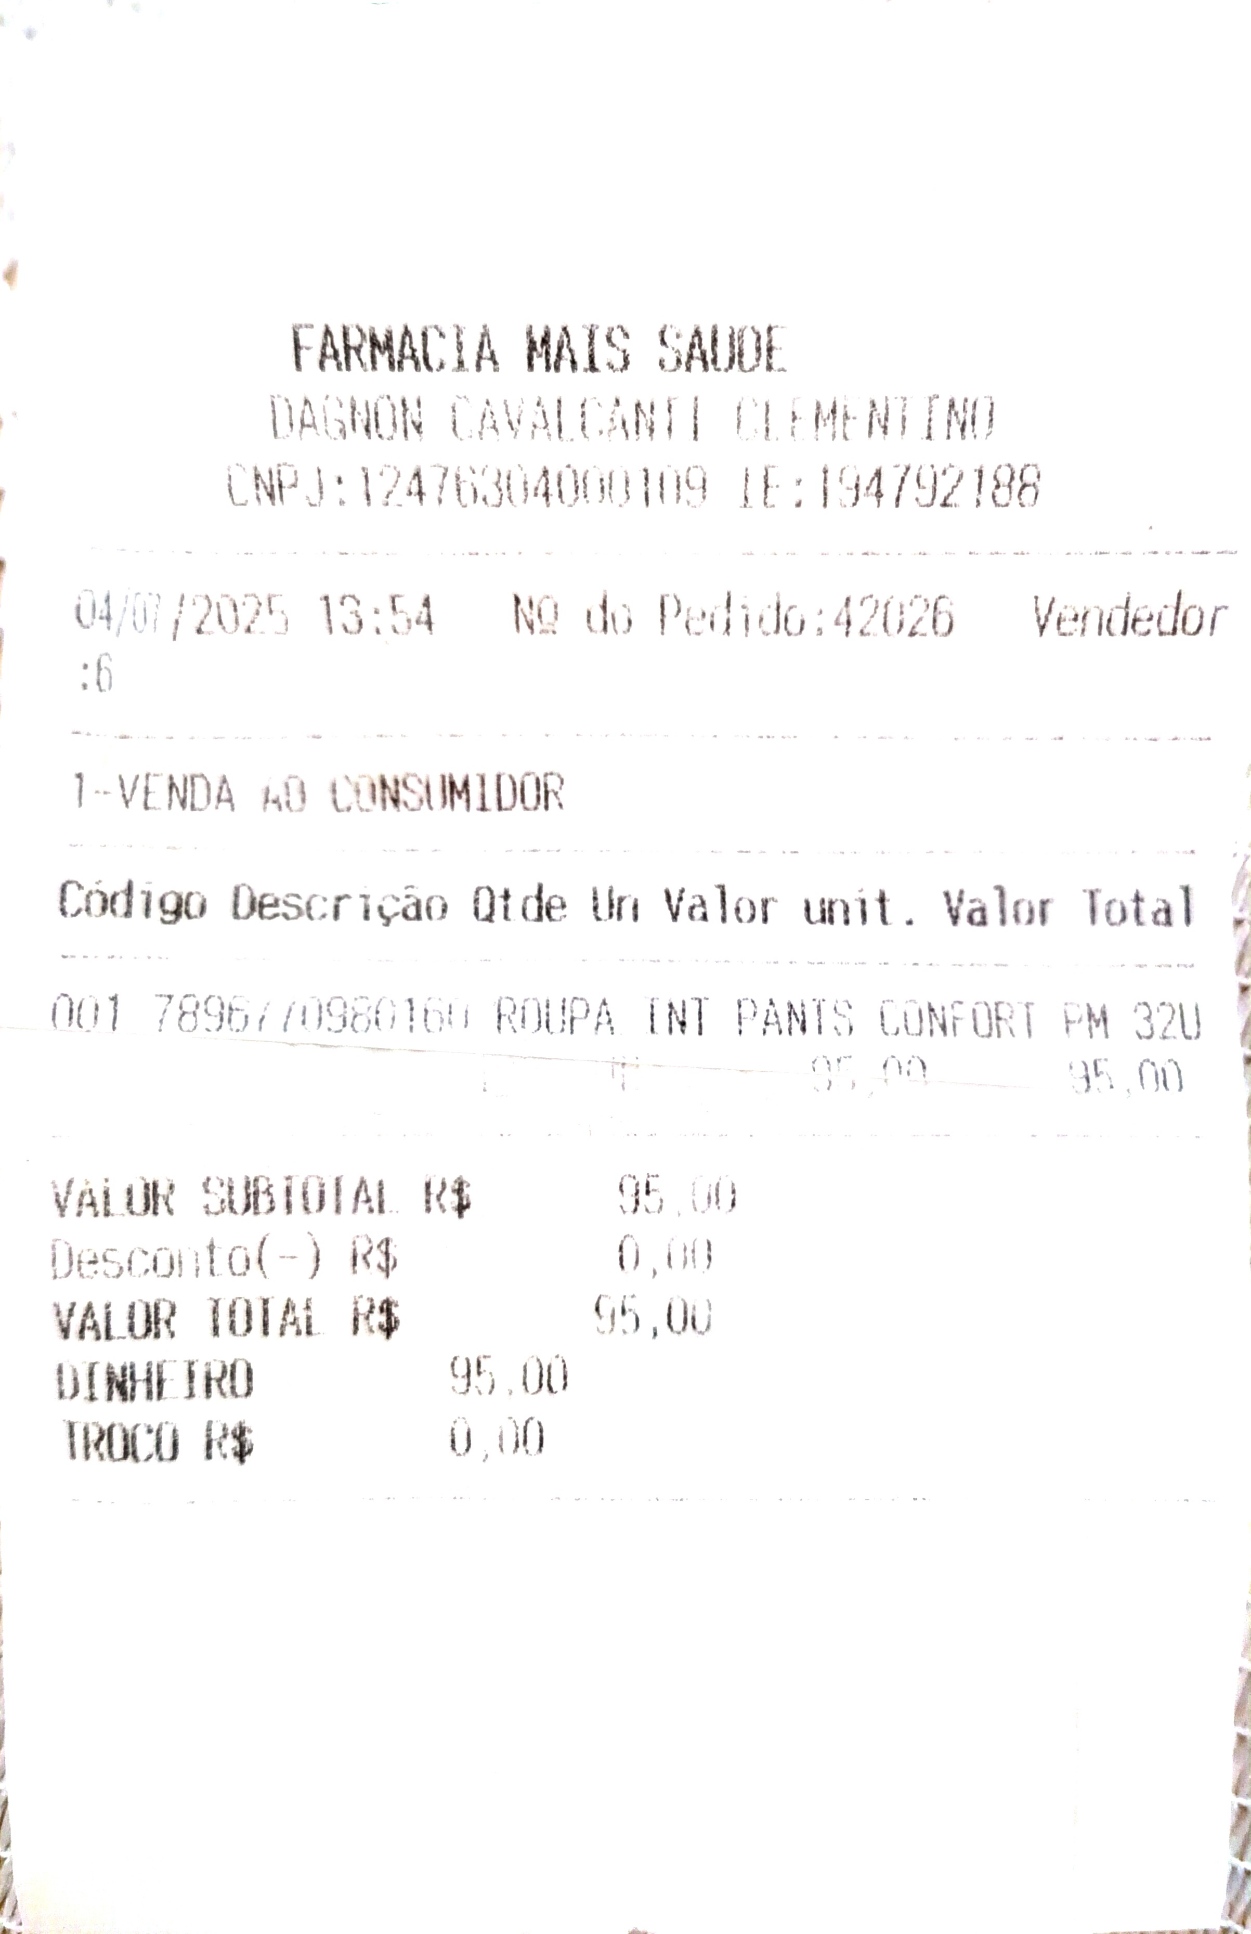 FARMACIA MAIS SAUDE
DAGNON CAVALCANTI CLEMENTINO
CNPJ:12476304000109 IE:194792188
04/07/2025 13:54 Nº do Pedido:42026 Vendedor
:6
1-VENDA AO CONSUMIDOR
Código Descrição Qtde Un Valor unit. Valor Total
001 7896770980160 ROUPA INT PANTS CONFORT PM 32U
95,00 95,00
VALOR SUBTOTAL R$ 95,00
Desconto(-) R$ 0,00
VALOR TOTAL R$ 95,00
DINHEIRO 95,00
TROCO R$ 0,00